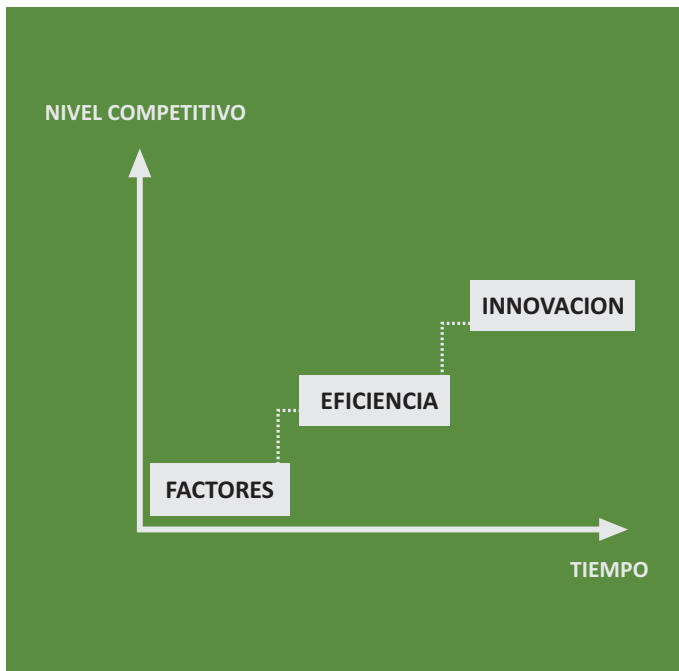 NIVEL COMPETITIVO
INNOVACION
EFICIENCIA
FACTORES
TIEMPO